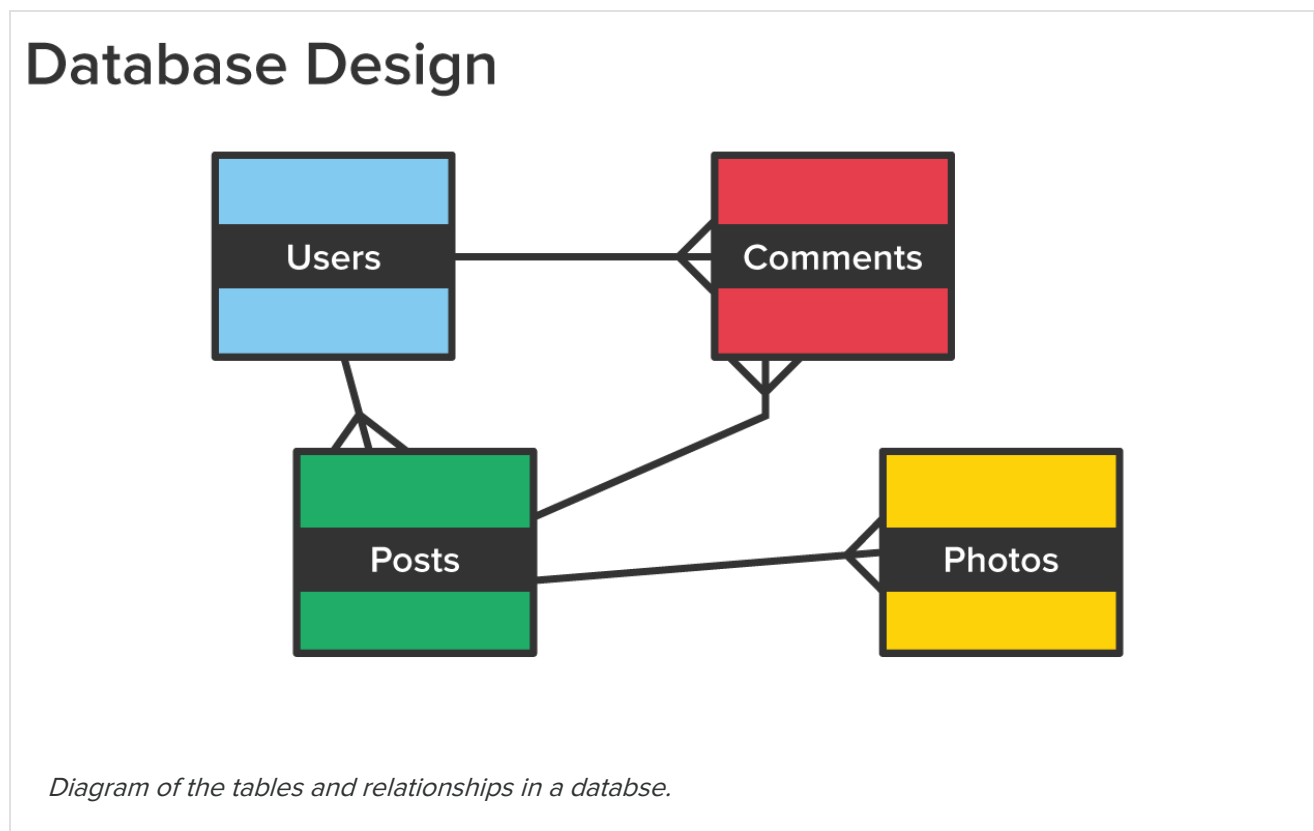 Database Design
Users
Comments
Posts
Photos
Diagram of the tables and relationships in a databse.